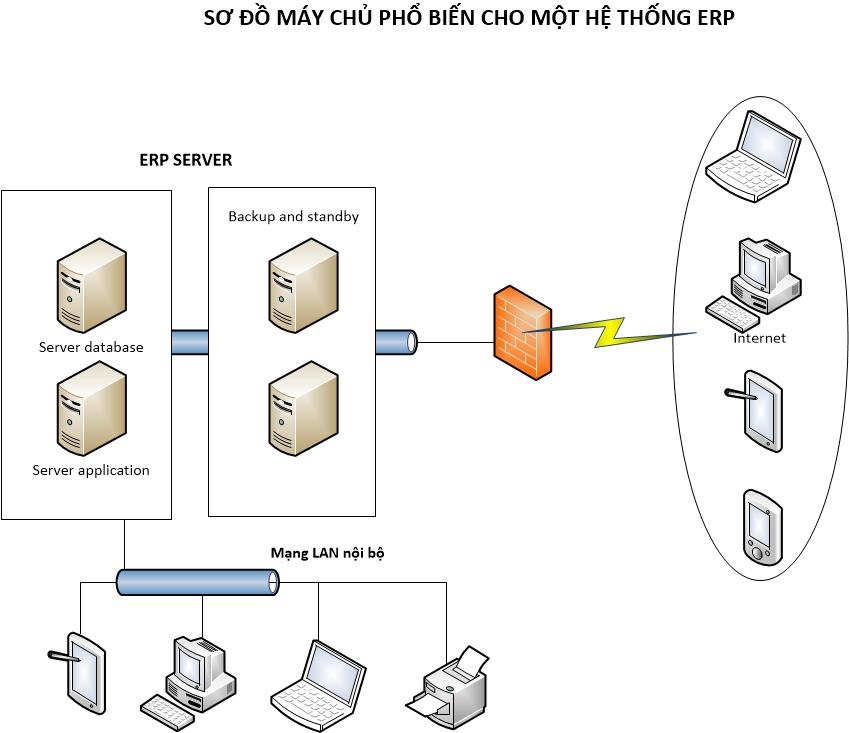 SƠ ĐỒ MÁY CHỦ PHỔ BIẾN CHO MỘT HỆ THỐNG ERP
ERP SERVER
Backup and standby
Server database
Server application
Internet
Mạng LAN nội bộ